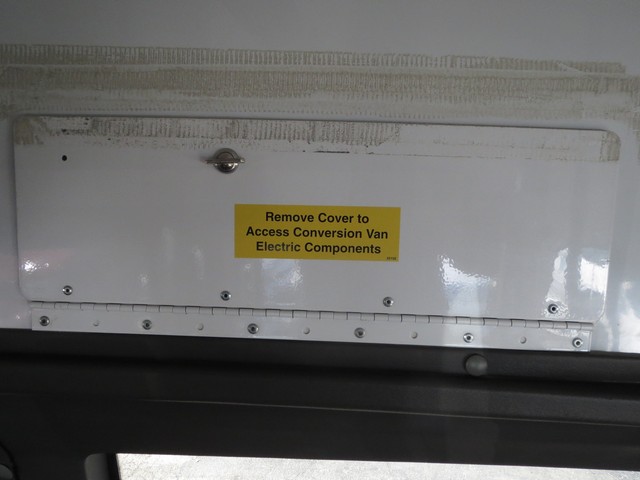 Remove Cover to
Access Conversion Van
Electric Components